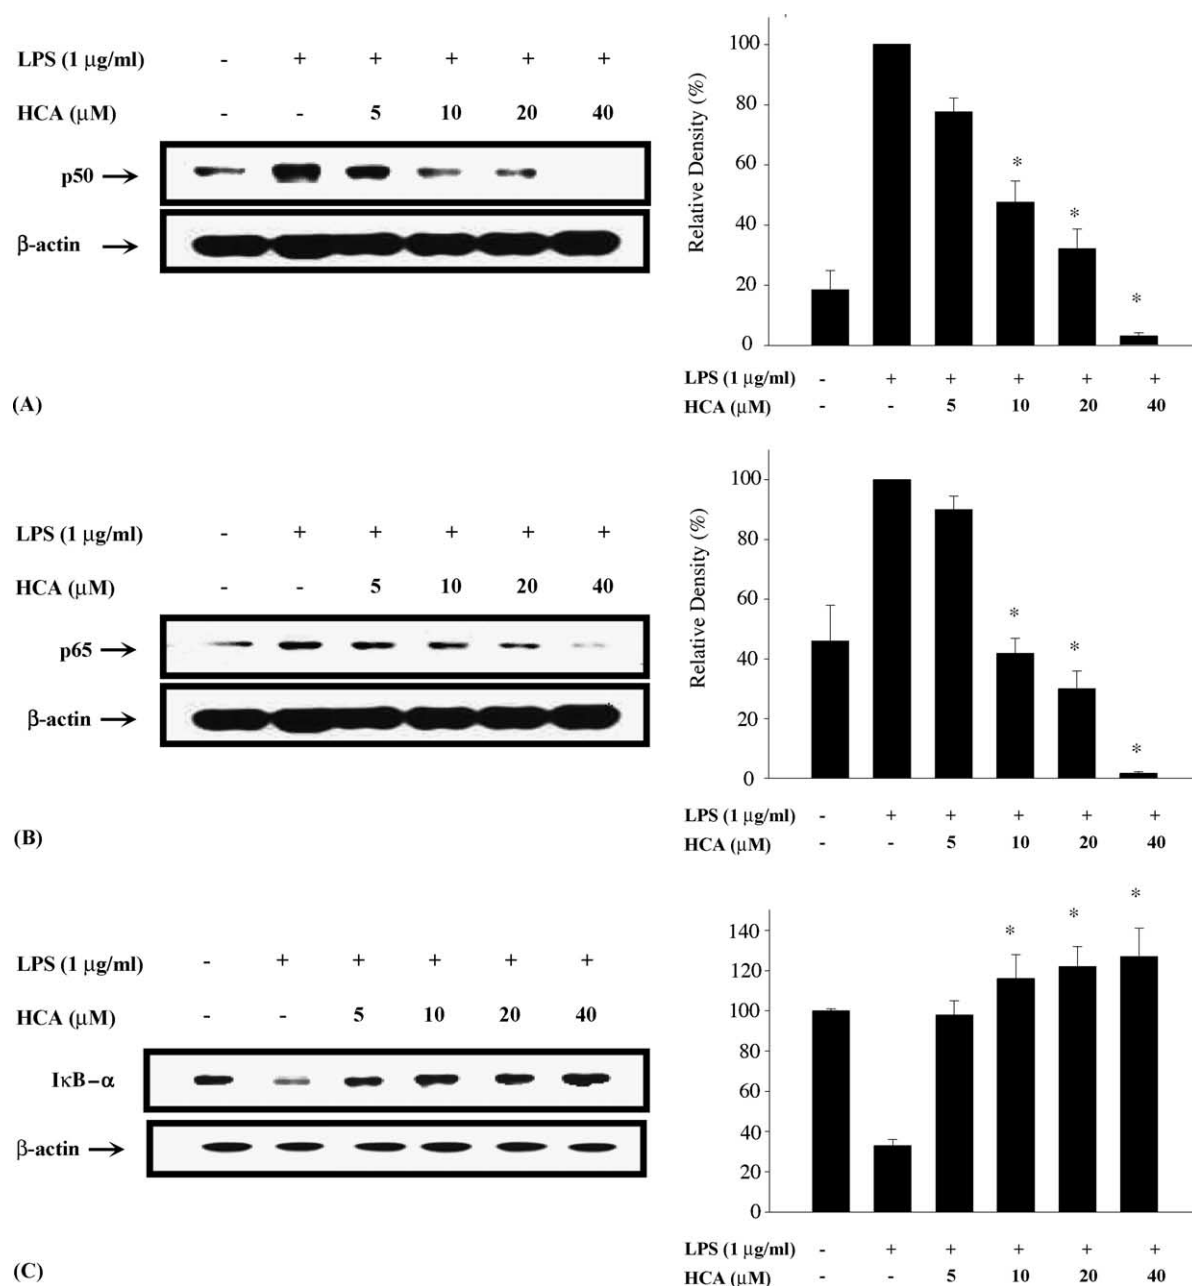 LPS (1 μg/ml) - + + + + +
HCA (μM) - - 5 10 20 40
p50
β-actin
(A)
Relative Density (%)
100
80
60
40
20
0
* * *
LPS (1 μg/ml) - + + + + +
HCA (μM) - - 5 10 20 40
LPS (1 μg/ml) - + + + + +
HCA (μM) - - 5 10 20 40
p65
β-actin
(B)
Relative Density (%)
100
80
60
40
20
0
* * *
LPS (1 μg/ml) - + + + + +
HCA (μM) - - 5 10 20 40
LPS (1 μg/ml) - + + + + +
HCA (μM) - - 5 10 20 40
IκB-α
β-actin
(C)
140
120
100
80
60
40
20
0
* * *
LPS (1 μg/ml) - + + + + +
HCA (μM) - - 5 10 20 40